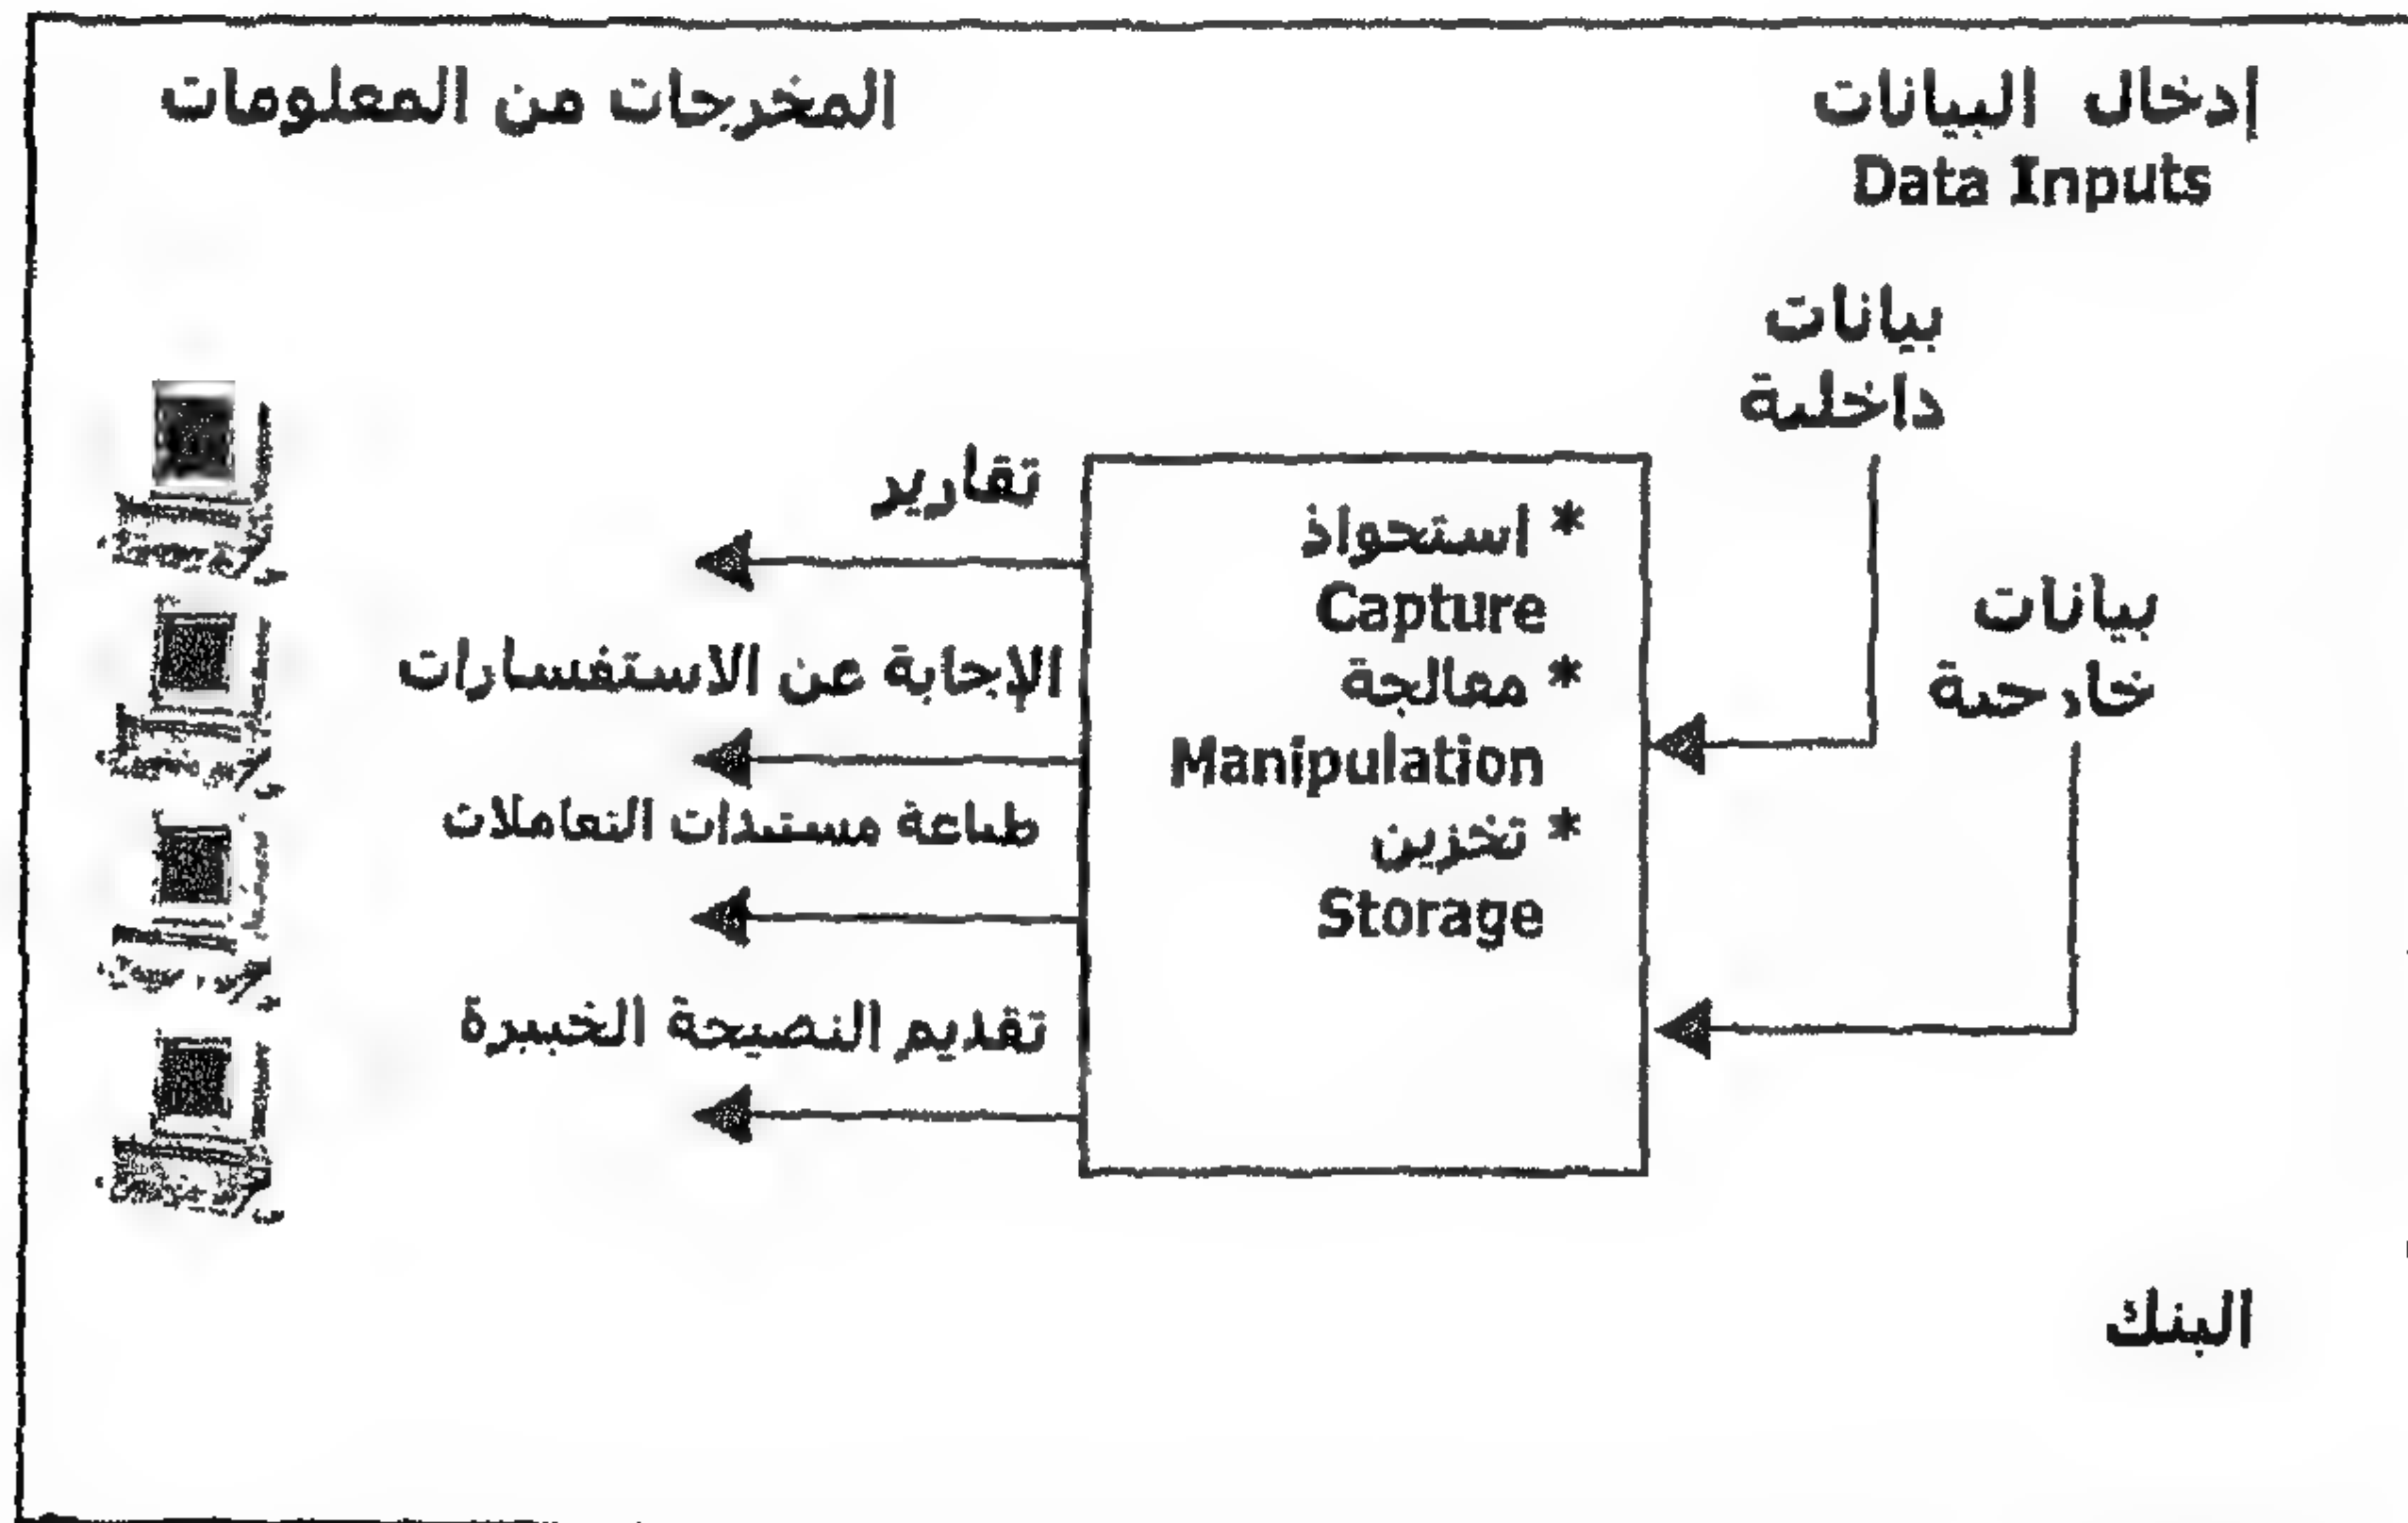 إدخال البيانات
Data Inputs
المخرجات من المعلومات
بيانات
داخلية
بيانات
خارجية
* استحواذ
Capture
* معالجة
Manipulation
* تخزين
Storage
تقارير
الإجابة عن الاستفسارات
طباعة مستندات التعاملات
تقديم النصيحة الخبيرة
البنك